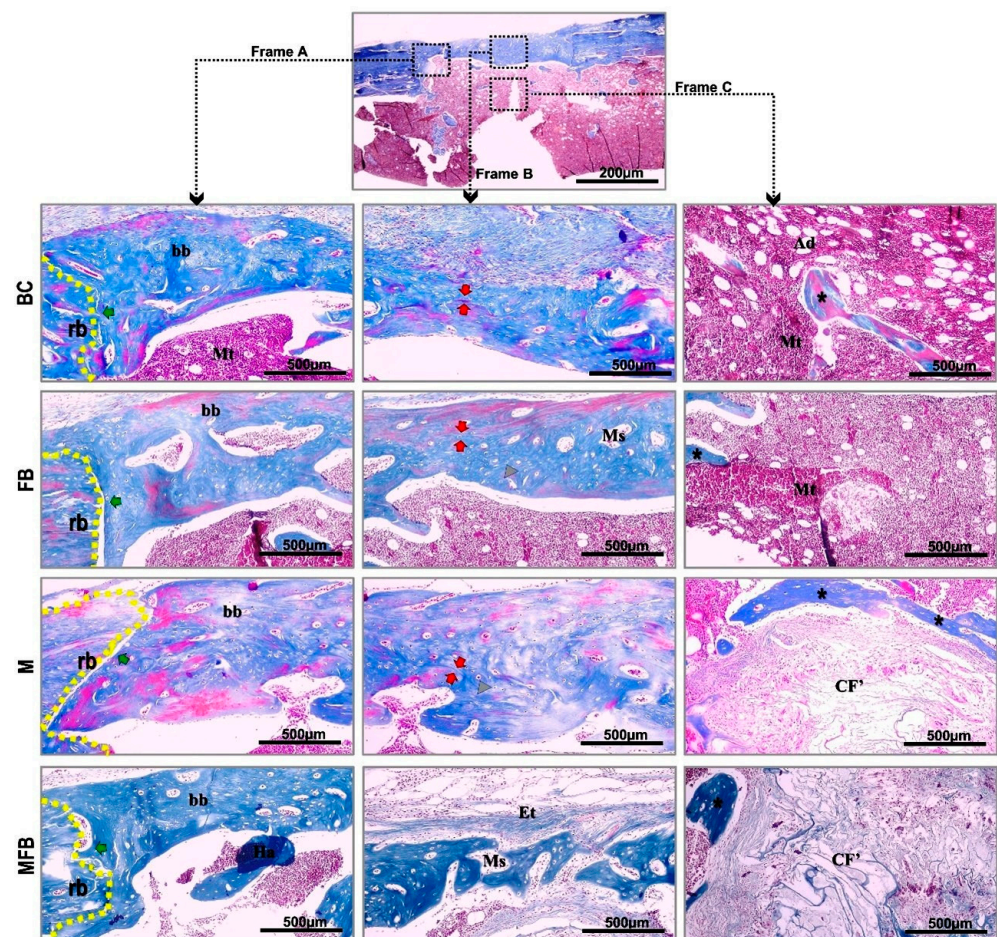 Frame A
Frame C
Frame B
200µm
BC
bb
rb
Mt
500µm
500µm
Ad
*
Mt
500µm
FB
bb
rb
500µm
Ms
500µm
*
Mt
500µm
M
bb
rb
500µm
500µm
*
*
CF’
500µm
MFB
bb
Ha
rb
500µm
Et
Ms
500µm
*
CF’
500µm